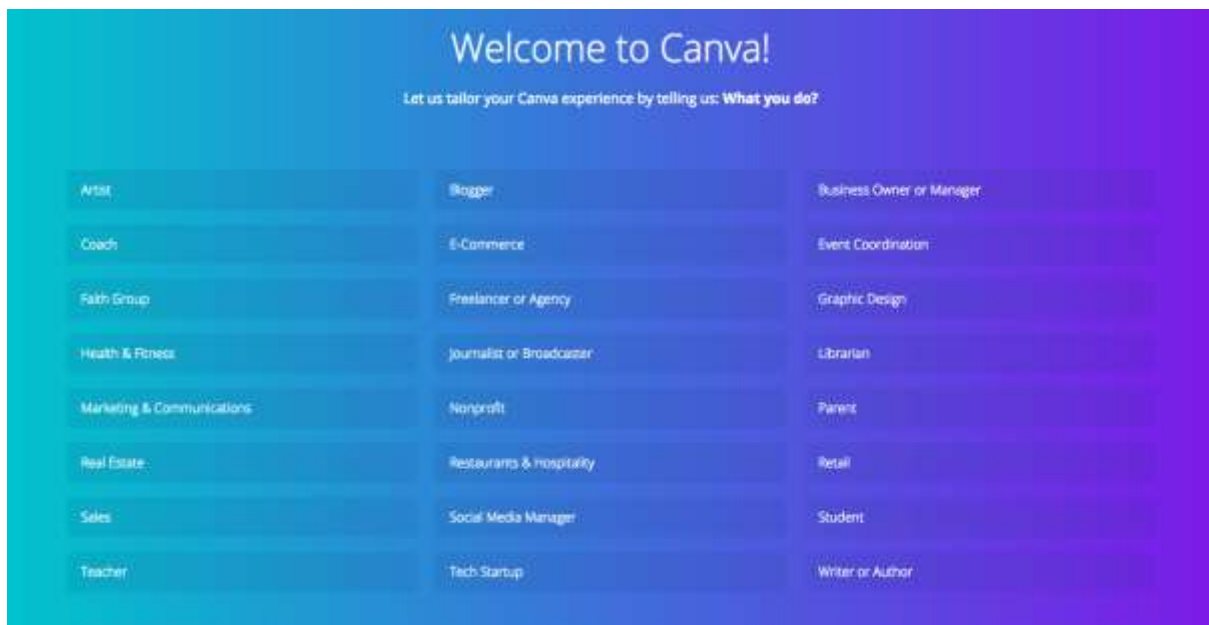 Welcome to Canva!
Let us tailor your Canva experience by telling us: What you do?
Artist Blogger Business Owner or Manager
Coach E-Commerce Event Coordination
Faith Group Freelancer or Agency Graphic Design
Health & Fitness Journalist or Broadcaster Librarian
Marketing & Communications Nonprofit Parent
Real Estate Restaurants & Hospitality Retail
Sales Social Media Manager Student
Teacher Tech Startup Writer or Author